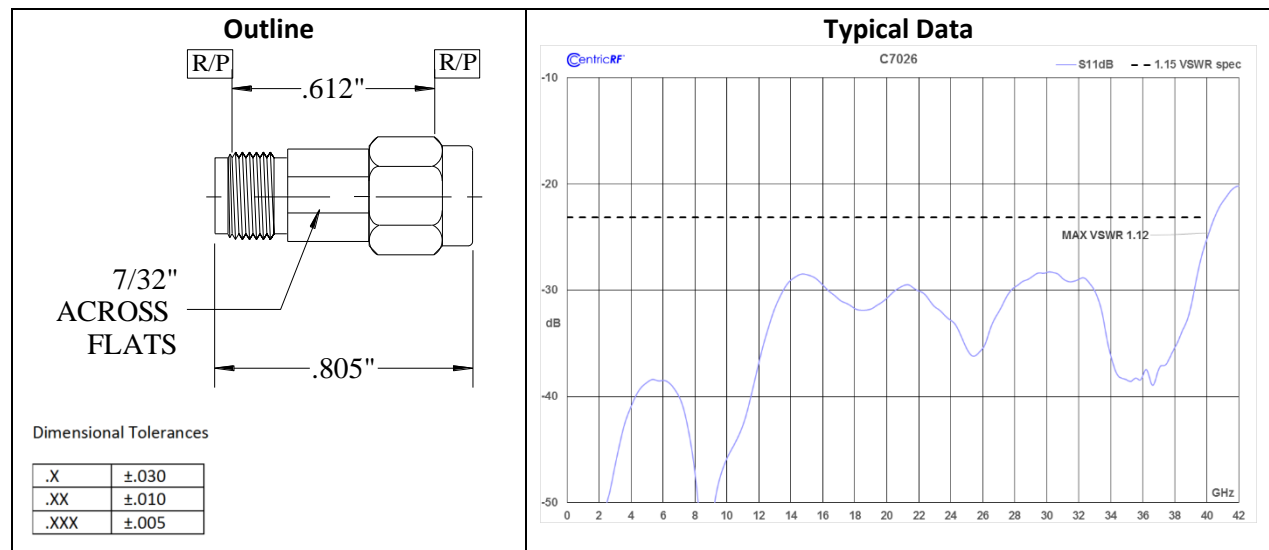 Outline
R/P
R/P
.612"
7/32"
ACROSS
FLATS
.805"
Dimensional Tolerances
.X ±.030
.XX ±.010
.XXX ±.005
Typical Data
CentricRF™
C7026
S11dB
1.15 VSWR spec
-10
-20
-30
dB
-40
-50
MAX VSWR 1.12
GHz
0 2 4 6 8 10 12 14 16 18 20 22 24 26 28 30 32 34 36 38 40 42